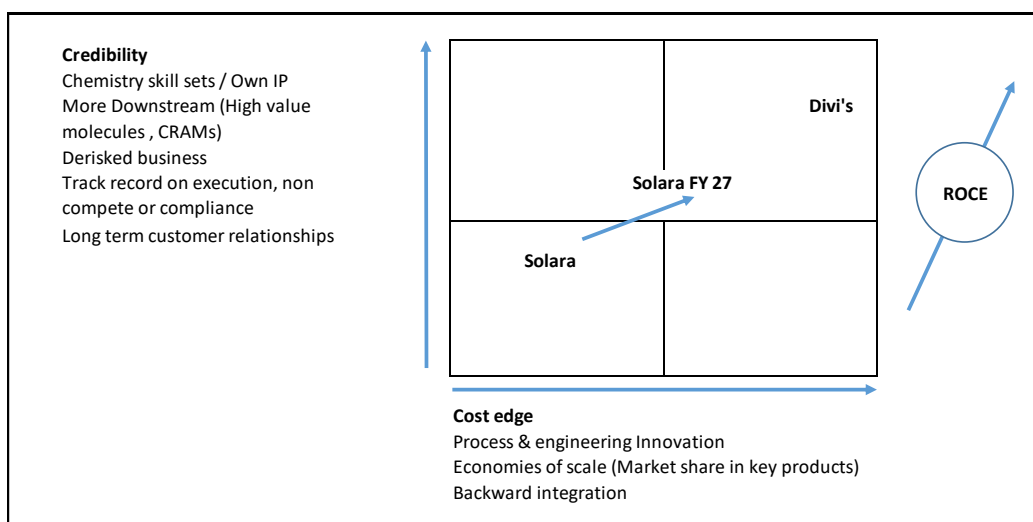 Credibility
Chemistry skill sets / Own IP
More Downstream (High value
molecules , CRAMs)
Derisked business
Track record on execution, non
compete or compliance
Long term customer relationships
Divi's
Solara FY 27
Solara
ROCE
Cost edge
Process & engineering Innovation
Economies of scale (Market share in key products)
Backward integration